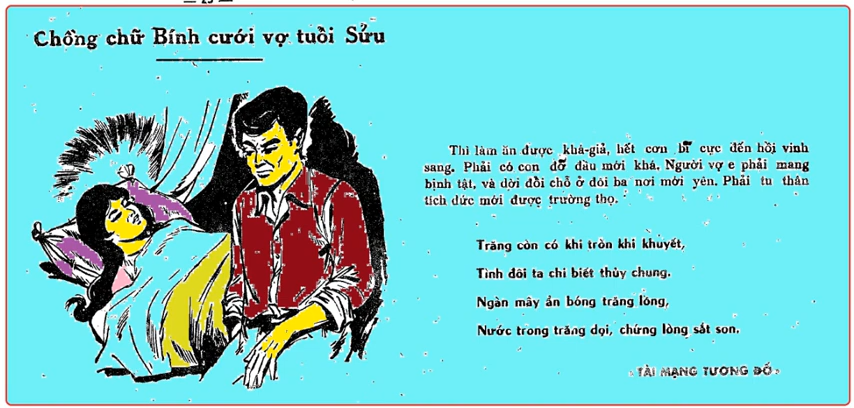 Chồng chữ Bính cưới vợ tuổi Sửu
Thì làm ăn được khá-giả, hết cơn bĩ cực đến hồi vinh
sang. Phải có con đỡ đầu mới khá. Người vợ e phải mang
bịnh tật, và dời đổi chỗ ở đôi ba nơi mới yên. Phải tu thân
tích đức mới được trường thọ.
Trăng còn có khi tròn khi khuyết,
Tình đôi ta chi biết thủy chung.
Ngàn mây ẩn bóng trăng lồng,
Nước trong trăng dọi, chứng lòng sắt son.
«TÀI MẠNG TƯƠNG ĐỐ»